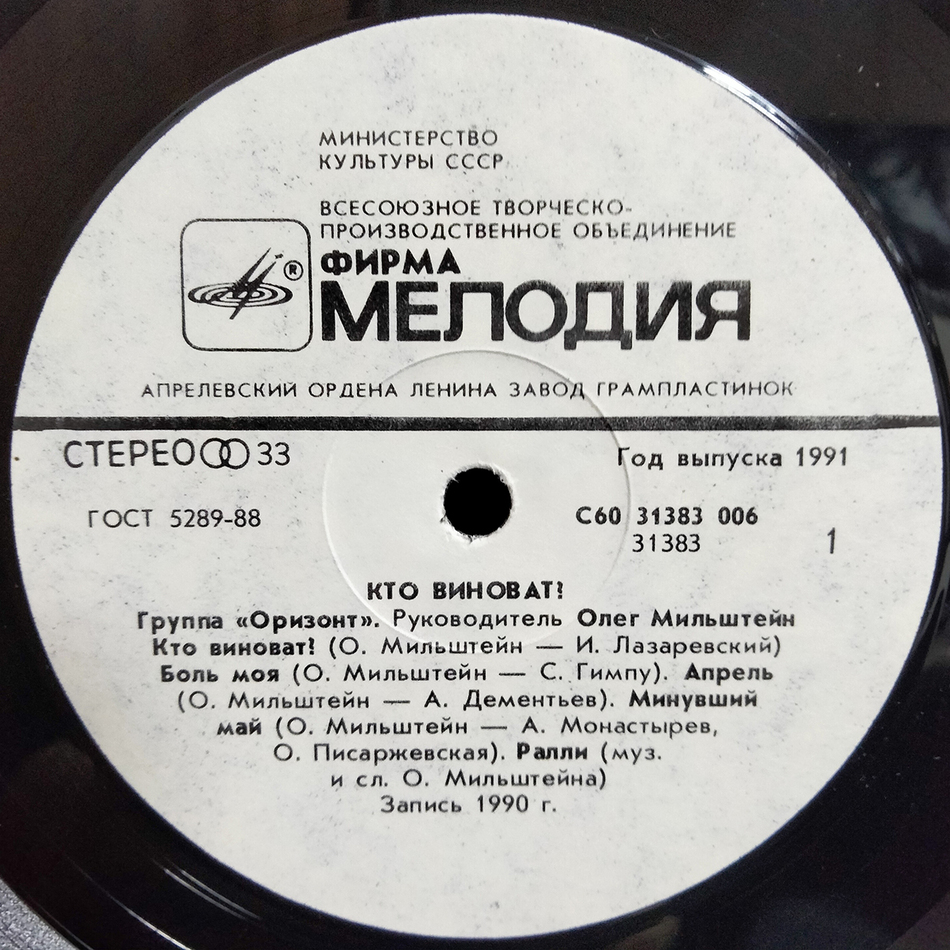 МИНИСТЕРСТВО
КУЛЬТУРЫ СССР
ВСЕСОЮЗНОЕ ТВОРЧЕСКО-
ПРОИЗВОДСТВЕННОЕ ОБЪЕДИНЕНИЕ
®
ФИРМА
МЕЛОДИЯ
АПРЕЛЕВСКИЙ ОРДЕНА ЛЕНИНА ЗАВОД ГРАМПЛАСТИНОК
СТЕРЕО 33
Год выпуска 1991
ГОСТ 5289-88
С60 31383 006
31383
1
КТО ВИНОВАТ?
Группа «Оризонт». Руководитель Олег Мильштейн
Кто виноват? (О. Мильштейн — И. Лазаревский)
Боль моя (О. Мильштейн — С. Гимпу). Апрель
(О. Мильштейн — А. Дементьев). Минувший
май (О. Мильштейн — А. Монастырев,
О. Писаржевская). Ралли (муз.
и сл. О. Мильштейна)
Запись 1990 г.